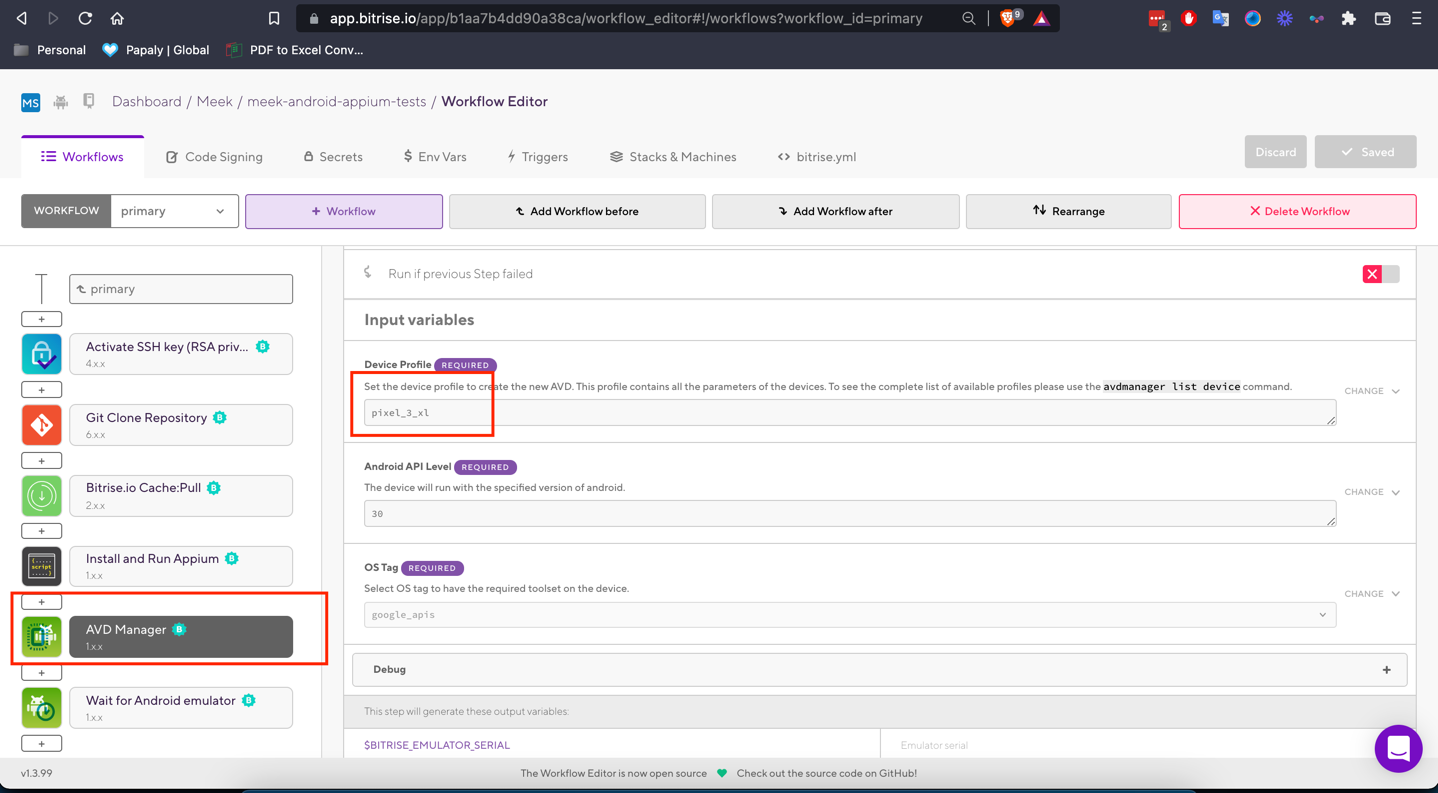 app.bitrise.io/app/b1aa7b4dd90a38ca/workflow_editor#!/workflows?workflow_id=primary
9
2
Personal
Papaly | Global
PDF to Excel Conv...
MS
Dashboard / Meek / meek-android-appium-tests / Workflow Editor
Workflows
Code Signing
Secrets
$ Env Vars
Triggers
Stacks & Machines
<> bitrise.yml
Discard
Saved
WORKFLOW
primary
+ Workflow
Add Workflow before
Add Workflow after
Rearrange
Delete Workflow
primary
+
Activate SSH key (RSA priv... B
4.x.x
+
Git Clone Repository B
6.x.x
+
Bitrise.io Cache:Pull B
2.x.x
+
script
Install and Run Appium B
1.x.x
+
AVD Manager B
1.x.x
+
Wait for Android emulator B
1.x.x
+
Run if previous Step failed
Input variables
Device Profile REQUIRED
Set the device profile to create the new AVD. This profile contains all the parameters of the devices. To see the complete list of available profiles please use the avdmanager list device command.
CHANGE
pixel_3_xl
Android API Level REQUIRED
The device will run with the specified version of android.
CHANGE
30
OS Tag REQUIRED
Select OS tag to have the required toolset on the device.
CHANGE
google_apis
Debug
+
This step will generate these output variables:
$BITRISE_EMULATOR_SERIAL
Emulator serial
v1.3.99
The Workflow Editor is now open source
Check out the source code on GitHub!